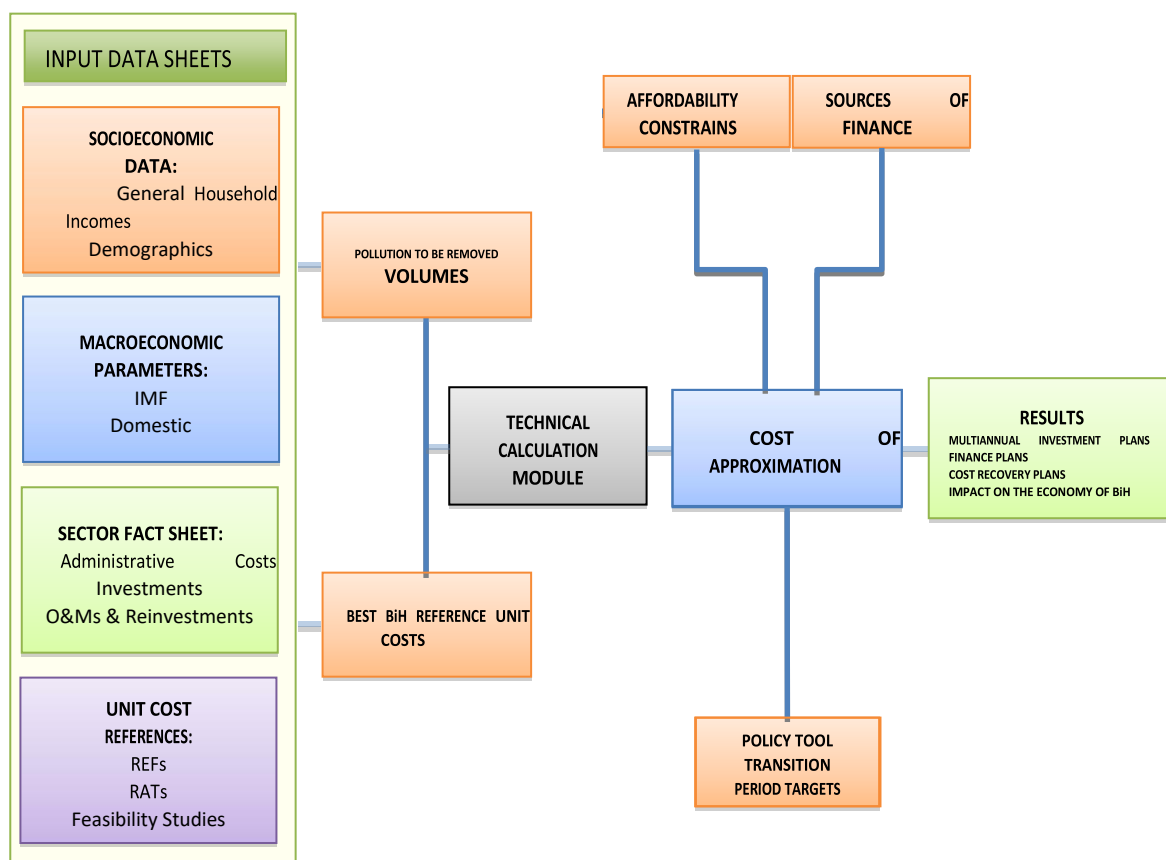 INPUT DATA SHEETS
SOCIOECONOMIC
DATA:
General Household
Incomes
Demographics
MACROECONOMIC
PARAMETERS:
IMF
Domestic
SECTOR FACT SHEET:
Administrative Costs
Investments
O&Ms & Reinvestments
UNIT COST
REFERENCES:
REFs
RATs
Feasibility Studies
POLLUTION TO BE REMOVED
VOLUMES
BEST BiH REFERENCE UNIT
COSTS
TECHNICAL
CALCULATION
MODULE
AFFORDABILITY
CONSTRAINS
SOURCES OF
FINANCE
COST OF
APPROXIMATION
POLICY TOOL
TRANSITION
PERIOD TARGETS
RESULTS
MULTIANNUAL INVESTMENT PLANS
FINANCE PLANS
COST RECOVERY PLANS
IMPACT ON THE ECONOMY OF BiH